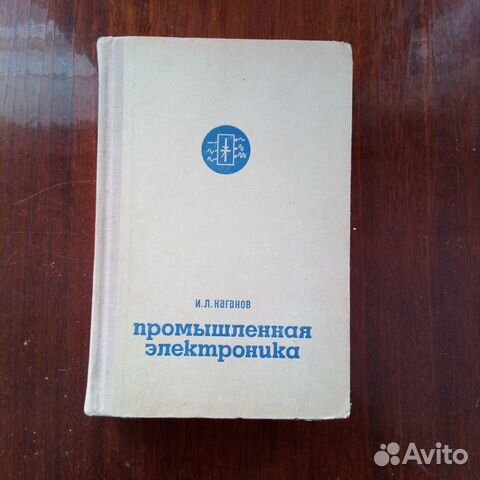 И.Л. Каганов
промышленная
электроника
Avito